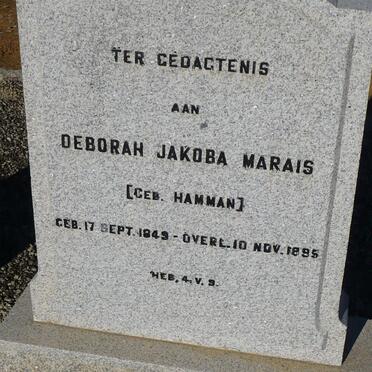 TER GEDACTENIS
AAN
DEBORAH JAKOBA MARAIS
[GEB. HAMMAN]
GEB. 17 SEPT. 1849 - OVERL. 10 NOV. 1895
HEB. 4. V. 9.